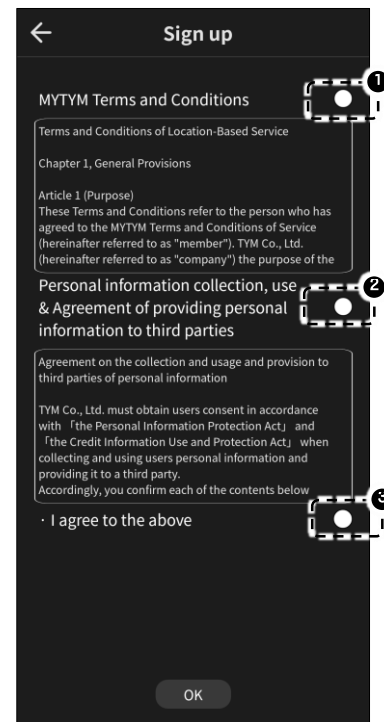 Sign up
1
MYTYM Terms and Conditions
Terms and Conditions of Location-Based Service
Chapter 1, General Provisions
Article 1 (Purpose)
These Terms and Conditions refer to the person who has
agreed to the MYTYM Terms and Conditions of Service
(hereinafter referred to as "member"). TYM Co., Ltd.
(hereinafter referred to as "company") the purpose of the
2
Personal information collection, use
& Agreement of providing personal
information to third parties
Agreement on the collection and usage and provision to
third parties of personal information
TYM Co., Ltd. must obtain users consent in accordance
with 「the Personal Information Protection Act」 and
「the Credit Information Use and Protection Act」 when
collecting and using users personal information and
providing it to a third party.
Accordingly, you confirm each of the contents below
3
· I agree to the above
OK